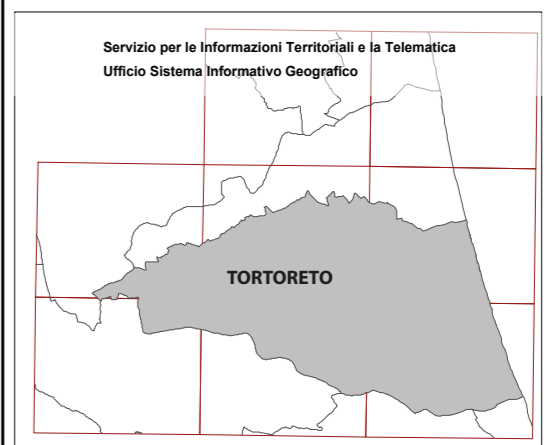 Servizio per le Informazioni Territoriali e la Telematica
Ufficio Sistema Informativo Geografico
TORTORETO